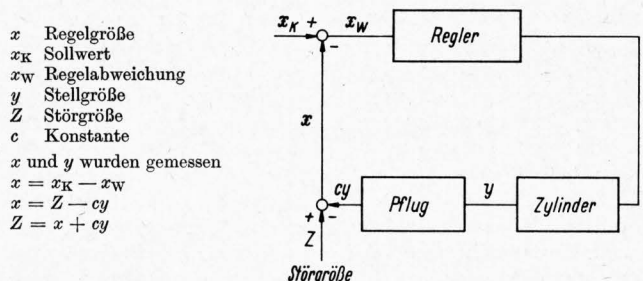 x Regelgröße
x_K Sollwert
x_W Regelabweichung
y Stellgröße
Z Störgröße
c Konstante
x und y wurden gemessen
x = x_K — x_W
x = Z — cy
Z = x + cy
x_K + x_W
-
Regler
x
cy
Pflug
y
Zylinder
+ -
Z
Störgröße